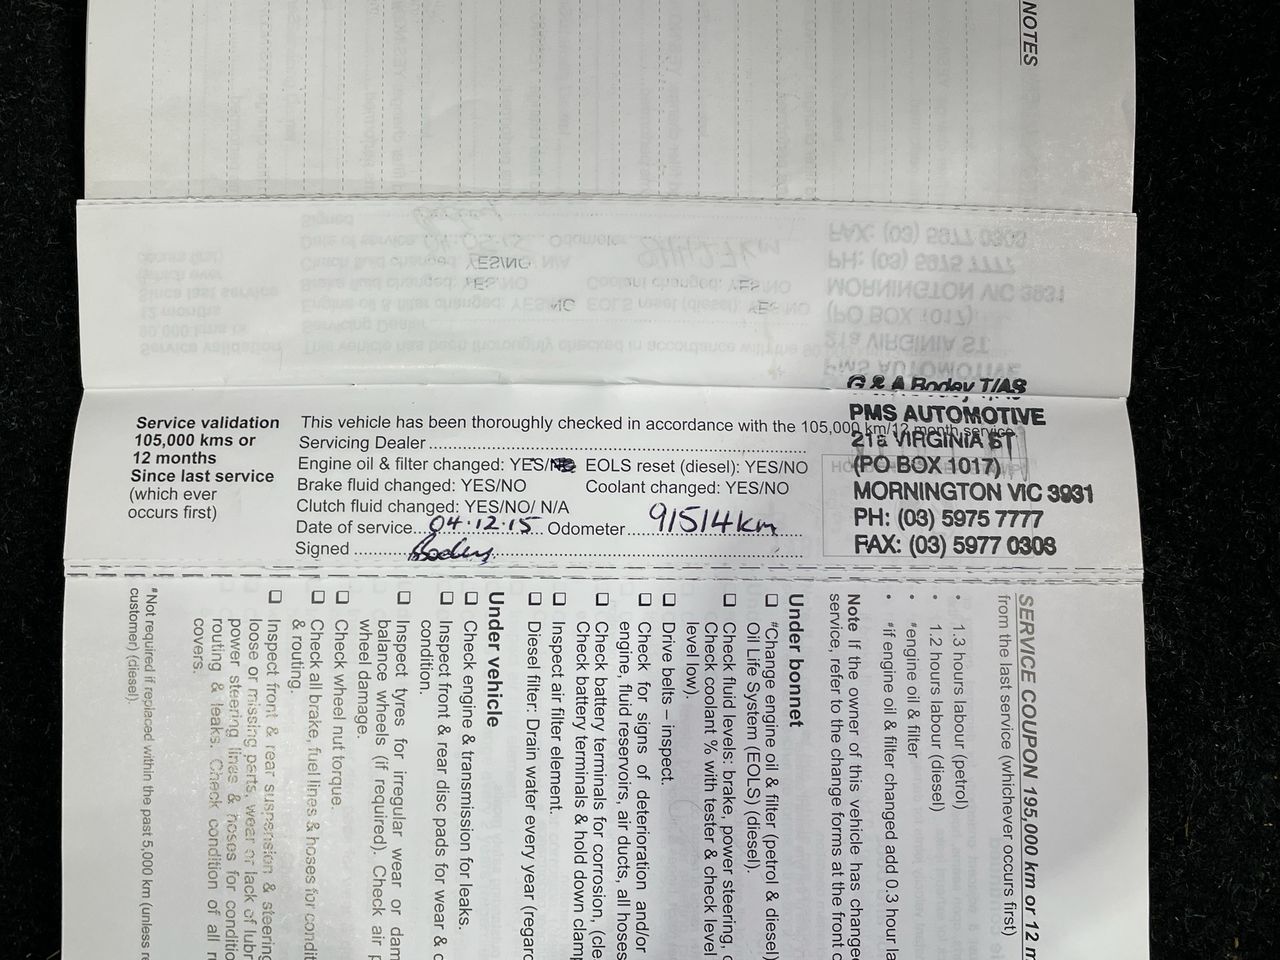 NOTES
Service validation
105,000 kms or
12 months
Since last service
(which ever
occurs first)
This vehicle has been thoroughly checked in accordance with the 105,000 km/12 month service
Servicing Dealer
Engine oil & filter changed: YES/ EOLS reset (diesel): YES/NO
Brake fluid changed: YES/NO Coolant changed: YES/NO
Clutch fluid changed: YES/NO/ N/A
Date of service 04.12.15 Odometer 91514km
Signed
G & A Bodey T/AS
PMS AUTOMOTIVE
21a VIRGINIA ST
(PO BOX 1017)
MORNINGTON VIC 3931
PH: (03) 5975 7777
FAX: (03) 5977 0303
SERVICE COUPON 195,000 km or 12 m
from the last service (whichever occurs first)
• 1.3 hours labour (petrol)
• 1.2 hours labour (diesel)
• #engine oil & filter
• #if engine oil & filter changed add 0.3 hour la
Note If the owner of this vehicle has changed
service, refer to the change forms at the front o
Under bonnet
❑ #Change engine oil & filter (petrol & diesel)
Oil Life System (EOLS) (diesel).
❑ Check fluid levels: brake, power steering, c
Check coolant % with tester & check level
level low).
❑ Drive belts – inspect.
❑ Check for signs of deterioration and/or
engine, fluid reservoirs, air ducts, all hoses
❑ Check battery terminals for corrosion, (cle
Check battery terminals & hold down clamp
❑ Inspect air filter element.
❑ Diesel filter: Drain water every year (regard
Under vehicle
❑ Check engine & transmission for leaks.
❑ Inspect front & rear disc pads for wear & c
condition.
❑ Inspect tyres for irregular wear or dam
balance wheels (if required). Check air p
wheel damage.
❑ Check wheel nut torque.
❑ Check all brake, fuel lines & hoses for condit
& routing.
❑ Inspect front & rear suspension & steering
loose or missing parts, wear or lack of lubr
power steering lines & hoses for conditio
routing & leaks. Check condition of all r
covers.
#Not required if replaced within the past 5,000 km (unless re
customer) (diesel).